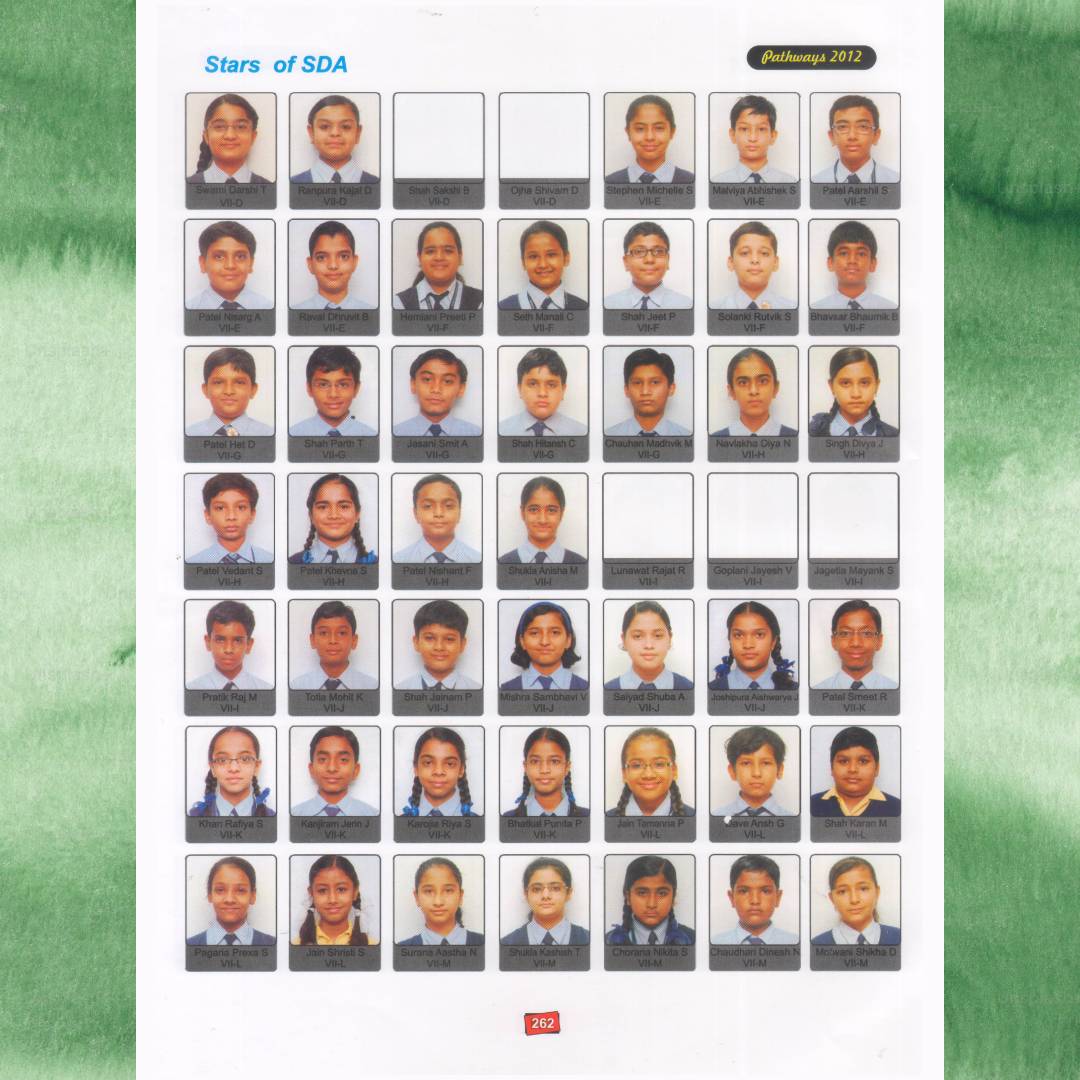 Stars of SDA
Pathways 2012
Swami Darshi T
VII-D
Ranpura Kajal D
VII-D
Shah Sakshi B
VII-D
Ojha Shivam D
VII-D
Stephen Michelle S
VII-E
Malviya Abhishek S
VII-E
Patel Aarshil S
VII-E
Patel Nisarg A
VII-E
Raval Dhruvit B
VII-E
Hemlani Preeti P
VII-F
Seth Manali C
VII-F
Shah Jeet P
VII-F
Solanki Rutvik S
VII-F
Bhavsar Bhaumik B
VII-F
Patel Het D
VII-G
Shah Parth T
VII-G
Jasani Smit A
VII-G
Shah Hitansh C
VII-G
Chauhan Madhvik M
VII-G
Navlakha Diya N
VII-H
Singh Divya J
VII-H
Patel Vedant S
VII-H
Patel Khevna S
VII-H
Patel Nishant F
VII-H
Shukla Anisha M
VII-I
Lunawat Rajat R
VII-I
Goplani Jayesh V
VII-I
Jagetia Mayank S
VII-I
Pratik Raj M
VII-I
Totla Mohit K
VII-J
Shah Jainam P
VII-J
Mishra Sambhavi V
VII-J
Saiyad Shuba A
VII-J
Joshipura Aishwarya J
VII-J
Patel Smeet R
VII-K
Khan Rafiya S
VII-K
Kanjiram Jerin J
VII-K
Karojia Riya S
VII-K
Bhatkal Punita P
VII-K
Jain Tamanna P
VII-L
Dave Ansh G
VII-L
Shah Karan M
VII-L
Pagaria Prexa S
VII-L
Jain Shristi S
VII-L
Surana Aastha N
VII-M
Shukla Kashish T
VII-M
Choraria Nikita S
VII-M
Chaudhari Dinesh N
VII-M
Motwani Shikha D
VII-M
262